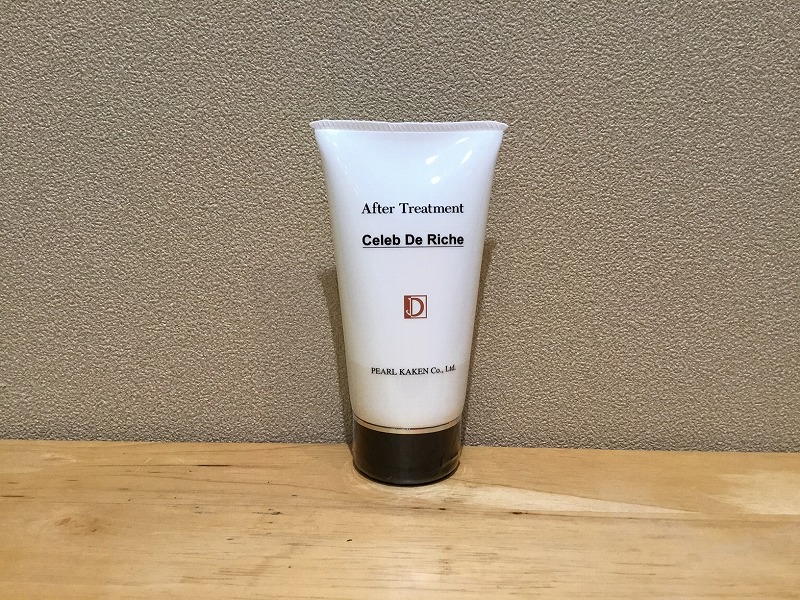 After Treatment
Celeb De Riche
D
PEARL KAKEN Co., Ltd.